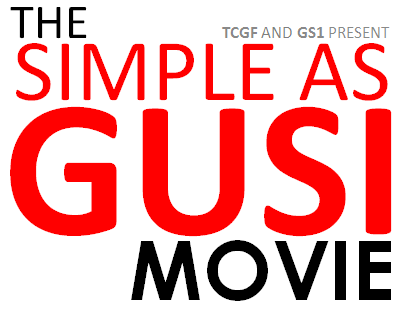 THE
TCGF AND GS1 PRESENT
SIMPLE AS
GUSI
MOVIE